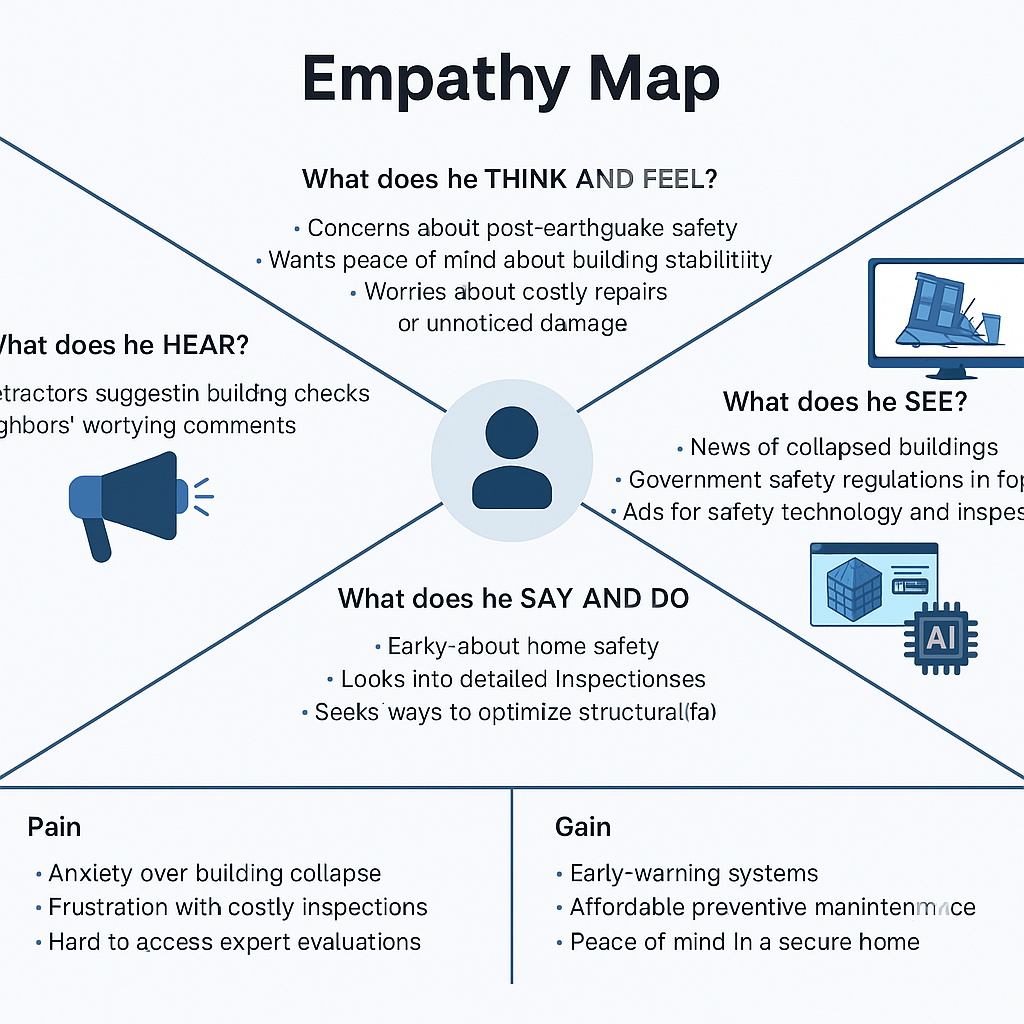 Empathy Map
What does he THINK AND FEEL?
• Concerns about post-earthguake safety
• Wants peace of mind about building stabilitiity
• Worries about costly repairs
or unnoticed damage
What does he HEAR?
etractors suggestin building checks
ghbors' wortying comments
What does he SEE?
• News of collapsed buildings
• Government safety regulations in fo
• Ads for safety technology and inspes
AI
What does he SAY AND DO
• Earky-about home safety
• Looks into detailed Inspectionses
• Seeks ways to optimize structural(fa)
Pain
• Anxiety over building collapse
• Frustration with costly inspections
• Hard to access expert evaluations
Gain
• Early-warning systems
• Affordable preventive manintenmace
• Peace of mind In a secure home